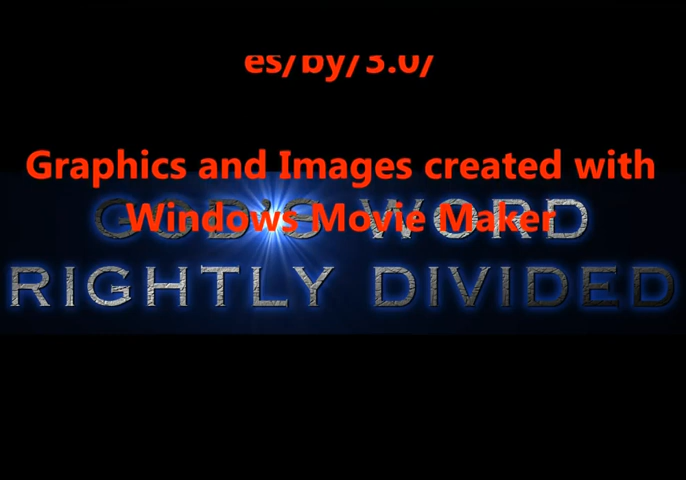 es/by/3.0/
Graphics and Images created with
Windows Movie Maker
GOD'S WORD
RIGHTLY DIVIDED